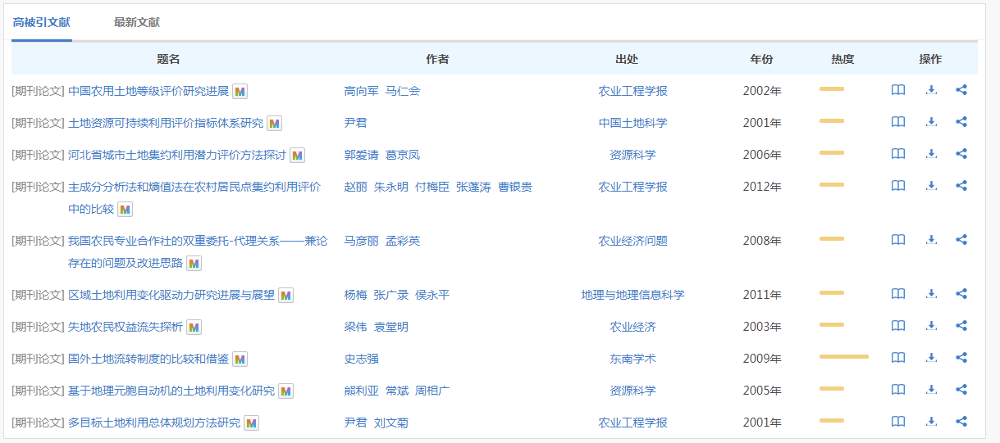 高被引文献 最新文献
题名 作者 出处 年份 热度 操作
[期刊论文] 中国农用土地等级评价研究进展 M 高向军 马仁会 农业工程学报 2002年
[期刊论文] 土地资源可持续利用评价指标体系研究 M 尹君 中国土地科学 2001年
[期刊论文] 河北省城市土地集约利用潜力评价方法探讨 M 郭爱请 葛京凤 资源科学 2006年
[期刊论文] 主成分分析法和熵值法在农村居民点集约利用评价 赵丽 朱永明 付梅臣 张蓬涛 曹银贵 农业工程学报 2012年
中的比较 M
[期刊论文] 我国农民专业合作社的双重委托-代理关系——兼论 马彦丽 孟彩英 农业经济问题 2008年
存在的问题及改进思路 M
[期刊论文] 区域土地利用变化驱动力研究进展与展望 M 杨梅 张广录 侯永平 地理与地理信息科学 2011年
[期刊论文] 失地农民权益流失探析 M 梁伟 袁堂明 农业经济 2003年
[期刊论文] 国外土地流转制度的比较和借鉴 M 史志强 东南学术 2009年
[期刊论文] 基于地理元胞自动机的土地利用变化研究 M 熊利亚 常斌 周相广 资源科学 2005年
[期刊论文] 多目标土地利用总体规划方法研究 M 尹君 刘文菊 农业工程学报 2001年